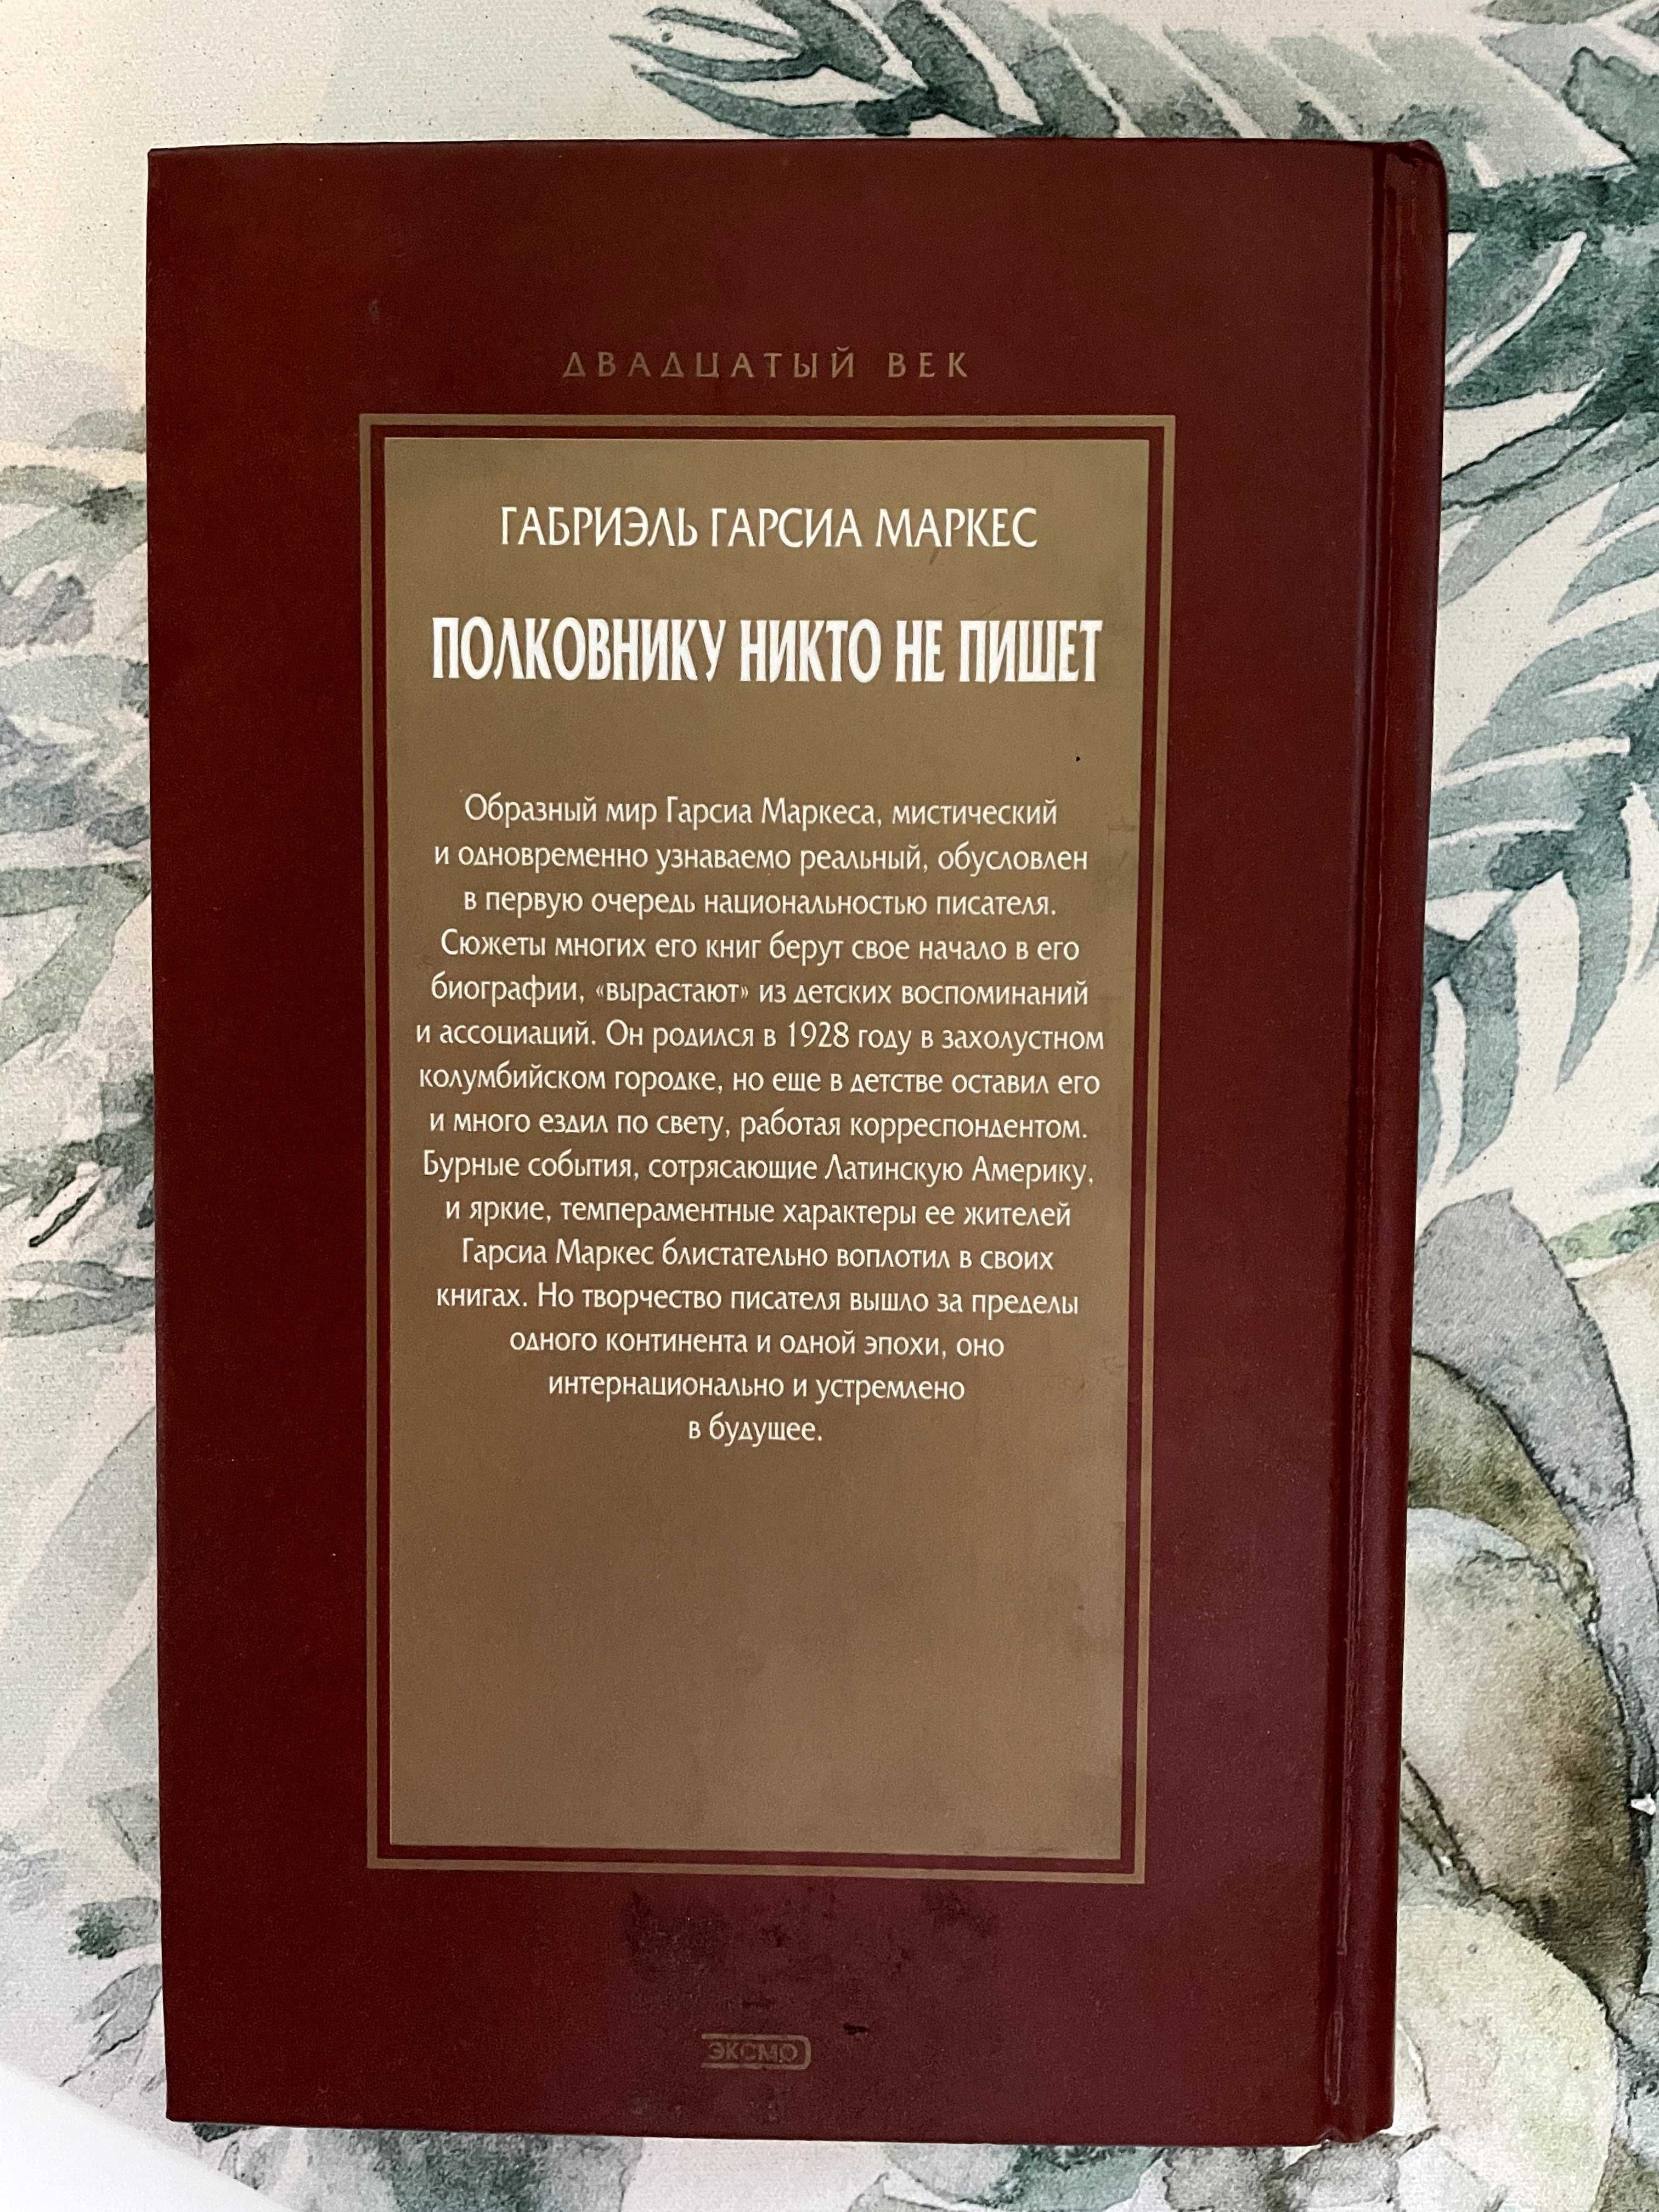 ДВАДЦАТЫЙ ВЕК
ГАБРИЭЛЬ ГАРСИА МАРКЕС
ПОЛКОВНИКУ НИКТО НЕ ПИШЕТ
Образный мир Гарсиа Маркеса, мистический
и одновременно узнаваемо реальный, обусловлен
в первую очередь национальностью писателя.
Сюжеты многих его книг берут свое начало в его
биографии, «вырастают» из детских воспоминаний
и ассоциаций. Он родился в 1928 году в захолустном
колумбийском городке, но еще в детстве оставил его
и много ездил по свету, работая корреспондентом.
Бурные события, сотрясающие Латинскую Америку,
и яркие, темпераментные характеры ее жителей
Гарсиа Маркес блистательно воплотил в своих
книгах. Но творчество писателя вышло за пределы
одного континента и одной эпохи, оно
интернационально и устремлено
в будущее.
ЭКСМО